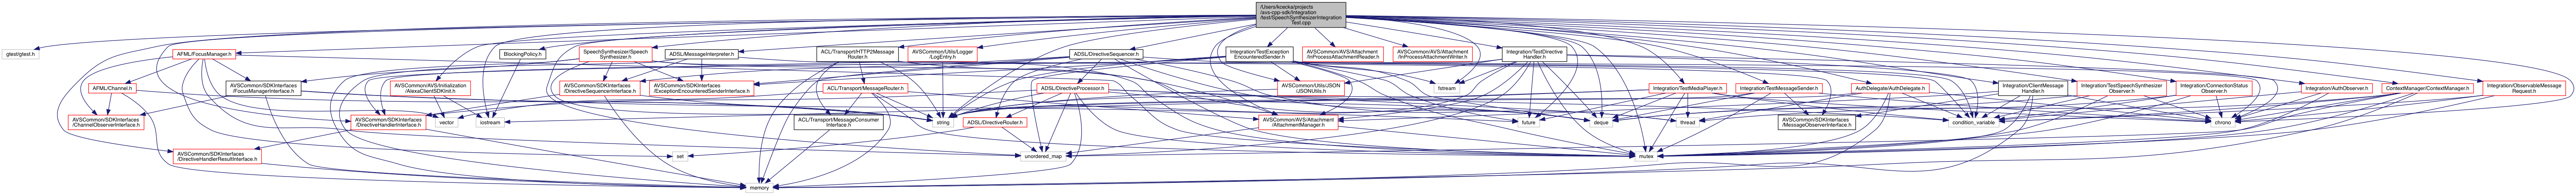 /Users/kcecka/projects
/avs-cpp-sdk/Integration
/test/SpeechSynthesizerIntegration
Test.cpp
gtest/gtest.h
AFML/FocusManager.h
BlockingPolicy.h
SpeechSynthesizer/Speech
Synthesizer.h
ADSL/MessageInterpreter.h
ACL/Transport/HTTP2Message
Router.h
AVSCommon/Utils/Logger
/LogEntry.h
ADSL/DirectiveSequencer.h
Integration/TestException
EncounteredSender.h
AVSCommon/AVS/Attachment
/InProcessAttachmentReader.h
AVSCommon/AVS/Attachment
/InProcessAttachmentWriter.h
Integration/TestDirective
Handler.h
AFML/Channel.h
AVSCommon/SDKInterfaces
/FocusManagerInterface.h
AVSCommon/AVS/Initialization
/AlexaClientSDKInit.h
AVSCommon/SDKInterfaces
/DirectiveSequencerInterface.h
AVSCommon/SDKInterfaces
/ExceptionEncounteredSenderInterface.h
ACL/Transport/MessageRouter.h
ADSL/DirectiveProcessor.h
AVSCommon/Utils/JSON
/JSONUtils.h
fstream
Integration/TestMediaPlayer.h
Integration/TestMessageSender.h
AuthDelegate/AuthDelegate.h
Integration/ClientMessage
Handler.h
Integration/TestSpeechSynthesizer
Observer.h
Integration/ConnectionStatus
Observer.h
Integration/AuthObserver.h
ContextManager/ContextManager.h
Integration/ObservableMessage
Request.h
AVSCommon/SDKInterfaces
/ChannelObserverInterface.h
AVSCommon/SDKInterfaces
/DirectiveHandlerInterface.h
vector
iostream
ACL/Transport/MessageConsumer
Interface.h
string
ADSL/DirectiveRouter.h
AVSCommon/AVS/Attachment
/AttachmentManager.h
future
deque
thread
AVSCommon/SDKInterfaces
/MessageObserverInterface.h
condition_variable
chrono
AVSCommon/SDKInterfaces
/DirectiveHandlerResultInterface.h
set
unordered_map
mutex
memory